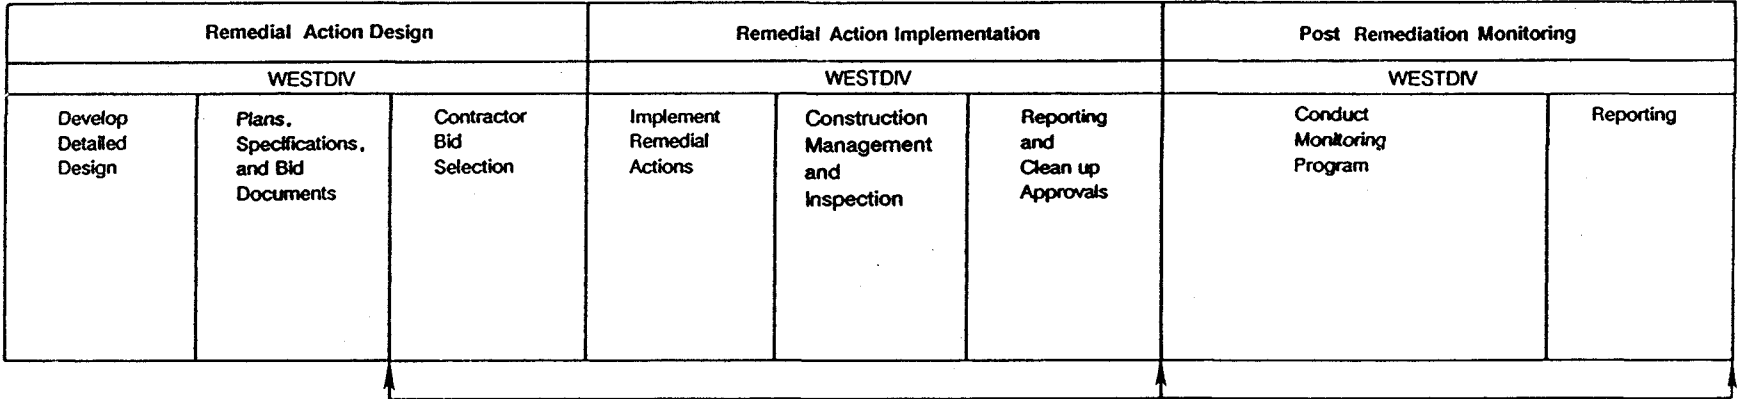 Remedial Action Design
Remedial Action Implementation
Post Remediation Monitoring
WESTDIV
WESTDIV
WESTDIV
Develop
Detailed
Design
Plans,
Specifications,
and Bid
Documents
Contractor
Bid
Selection
Implement
Remedial
Actions
Construction
Management
and
Inspection
Reporting
and
Clean up
Approvals
Conduct
Monitoring
Program
Reporting